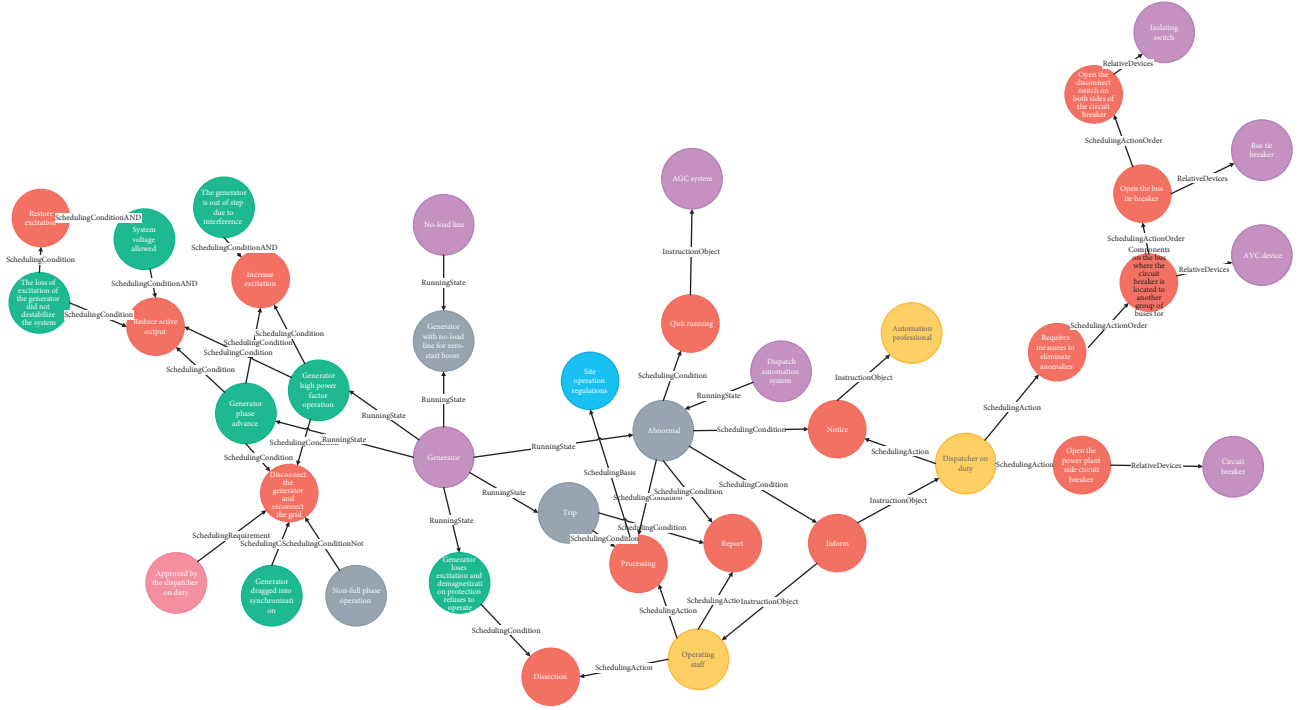 Isolating
switch
RelativeDevices
Open the
disconnect
switch on
both sides of
the circuit
breaker
SchedulingActionOrder
Bus tie
breaker
RelativeDevices
Open the bus
tie breaker
SchedulingActionOrder
Components
on the bus
where the
circuit
breaker is
located to
another
group of
buses for
RelativeDevices
AVC device
SchedulingActionOrder
Requires
measures to
eliminate
anomalies
SchedulingAction
AGC system
InstructionObject
Quit running
SchedulingCondition
Automation
professional
InstructionObject
Dispatch
automation
system
RunningState
Site
operation
regulations
SchedulingBasis
Abnormal
SchedulingCondition
Notice
SchedulingAction
Dispatcher on
duty
SchedulingAction
Open the
power plant
side circuit
breaker
RelativeDevices
Circuit
breaker
The generator
is out of step
due to
interference
SchedulingConditionAND
Increase
excitation
Restore
excitation
SchedulingConditionAND
System
voltage
allowed
SchedulingCondition
SchedulingConditionAND
The loss of
excitation of
the generator
did not
destabilize
the system
SchedulingCondition
Reduce active
output
SchedulingCondition
SchedulingCondition
SchedulingCondition
SchedulingCondition
No-load line
RunningState
Generator
with no-load
line for zero-
start boost
RunningState
Generator
high power
factor
operation
Generator
phase
advance
RunningState
RunningState
SchedulingCondition
Generator
RunningState
RunningState
RunningState
Disconnect
the
generator
and
reconnect
the grid
SchedulingRequirement
SchedulingConditionNot
Approved by
the dispatcher
on duty
Generator
dragged into
synchronizati
on
Non-full phase
operation
Trip
SchedulingCondition
SchedulingCondition
SchedulingCondition
SchedulingCondition
SchedulingCondition
InstructionObject
Processing
Report
Inform
Generator
loses
excitation and
demagnetizati
on protection
refuses to
operate
SchedulingCondition
SchedulingAction
InstructionObject
Operating
staff
SchedulingAction
Dissection